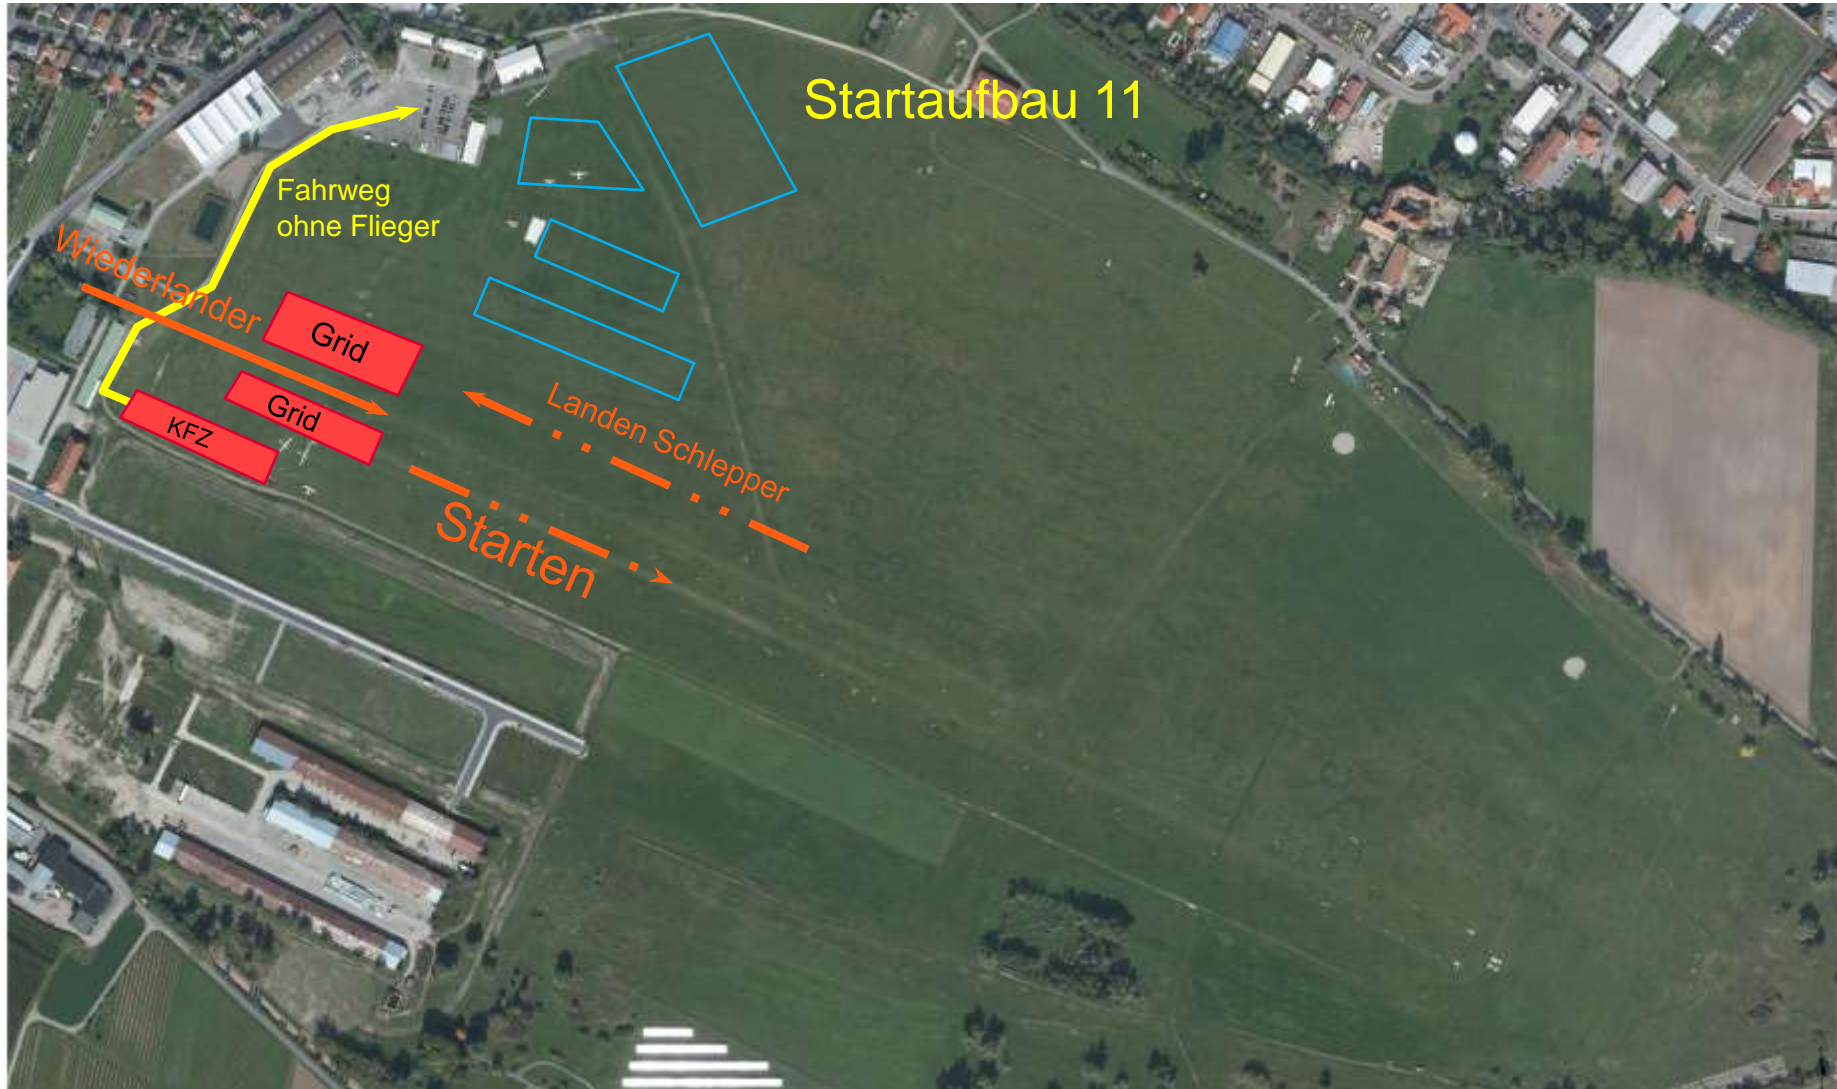 Startaufbau 11
Fahrweg
ohne Flieger
Wiederlander
Grid
Grid
KFZ
Landen Schlepper
Starten